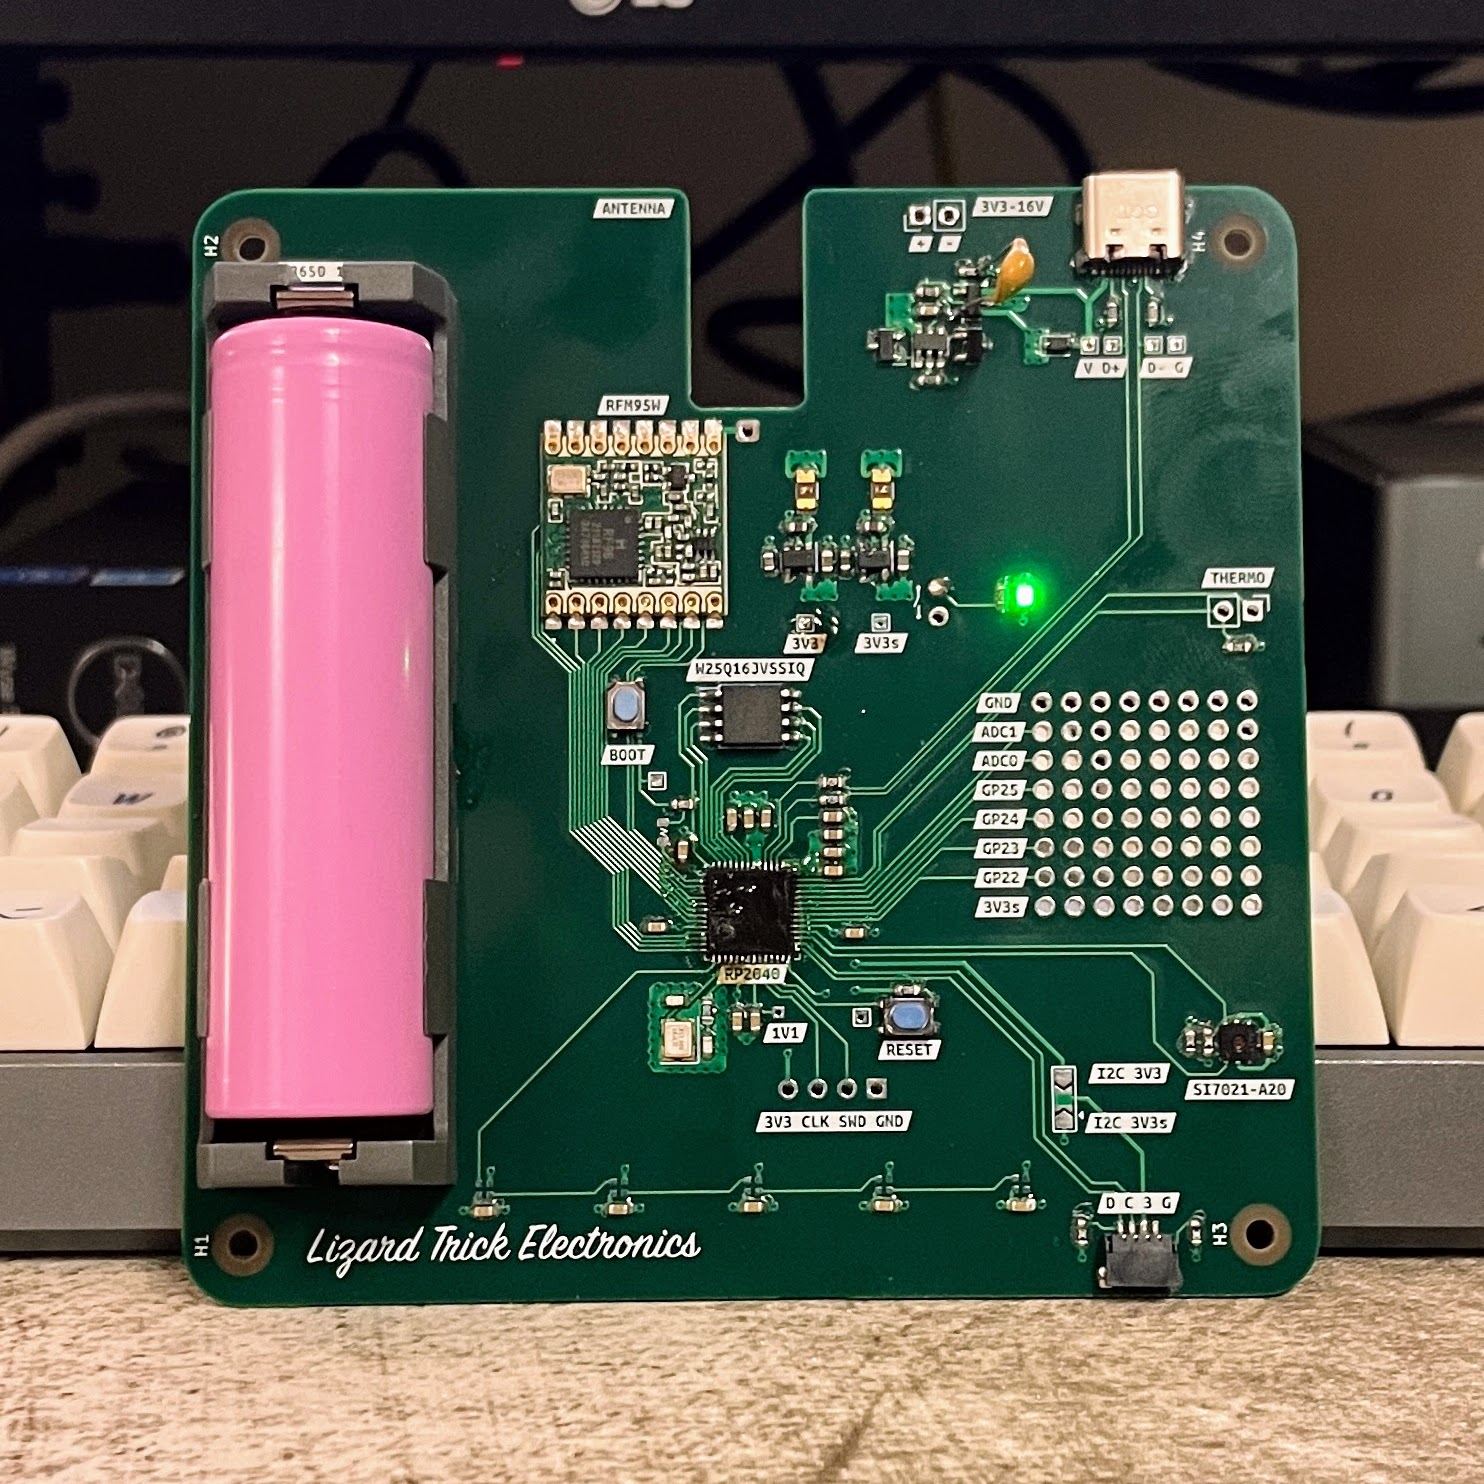 LG
ANTENNA
3V3-16V
H2
H4
+ -
GCT
V D+ D- G
RFM95W
THERMO
3V3
3V3s
W25Q16JVSSIQ
BOOT
GND
ADC1
ADC0
GP25
GP24
GP23
GP22
3V3s
RP2040
1V1
RESET
3V3 CLK SWD GND
I2C 3V3
I2C 3V3s
SI7021-A20
D C 3 G
H1
H3
Lizard Trick Electronics
W